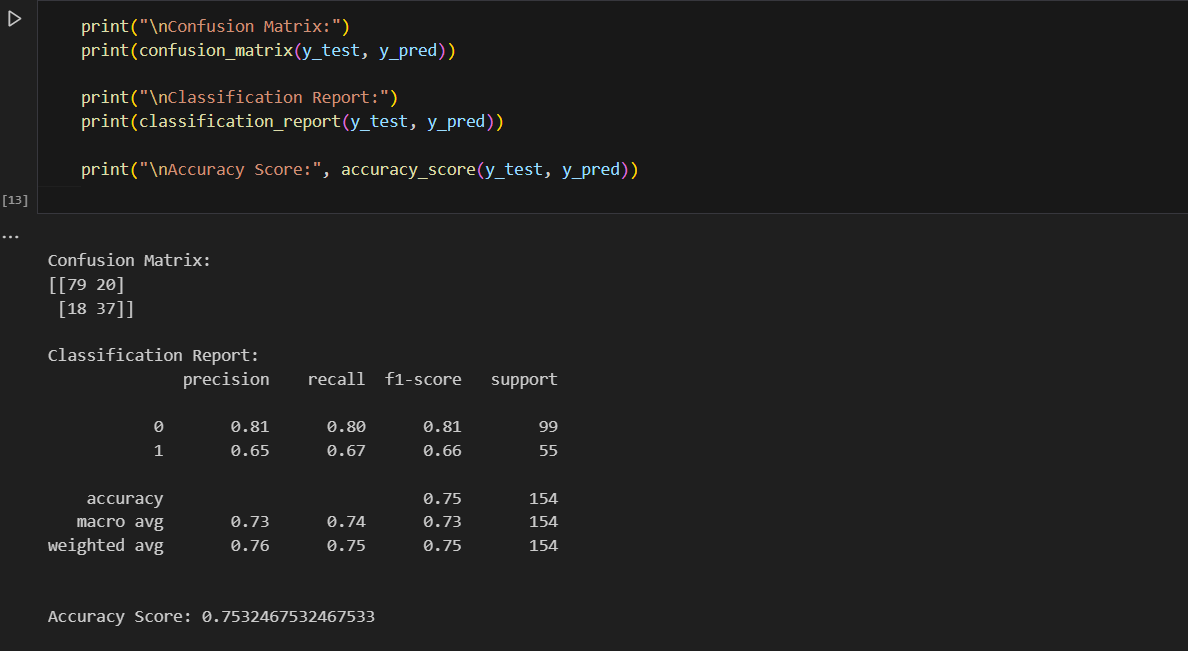 print("\nConfusion Matrix:")
print(confusion_matrix(y_test, y_pred))
print("\nClassification Report:")
print(classification_report(y_test, y_pred))
print("\nAccuracy Score:", accuracy_score(y_test, y_pred))
[13]
...
Confusion Matrix:
[[79 20]
 [18 37]]
Classification Report:
              precision    recall  f1-score   support
           0       0.81      0.80      0.81        99
           1       0.65      0.67      0.66        55
    accuracy                           0.75       154
   macro avg       0.73      0.74      0.73       154
weighted avg       0.76      0.75      0.75       154
Accuracy Score: 0.7532467532467533